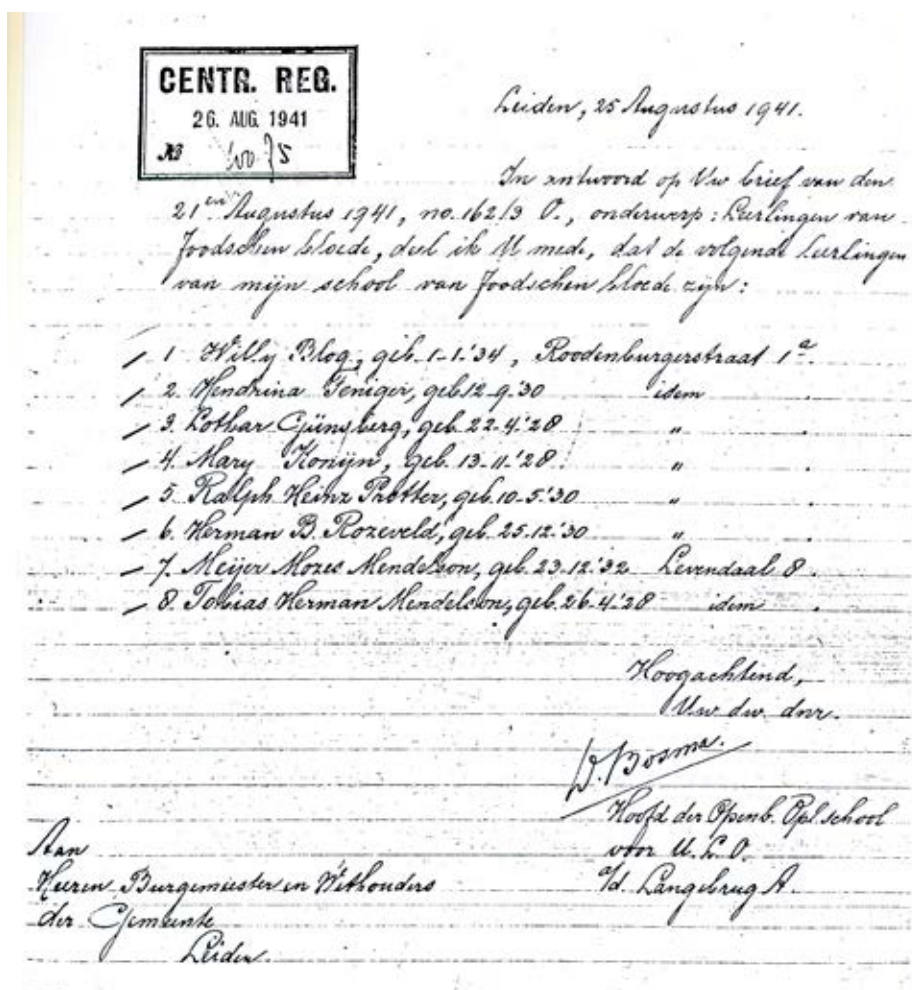 CENTR. REG.
26. AUG. 1941
No
Leiden, 25 Augustus 1941.
In antwoord op Uw brief van den
21en Augustus 1941, no. 162/3 O., onderwerp: Leerlingen van
Joodschen bloede, deel ik U mede, dat de volgende leerlingen
van mijn school van Joodschen bloede zijn:
1. Willy Blog, geb. 1-1-'34, Roodenburgerstraat 1a.
2. Hendrina geb. 12-9-'30 idem
3. Lothar Günsberg, geb. 22-4-'28 "
4. Mary Konijn, geb. 13-11-'28 "
5. Ralph Heinz geb. 10-5-'30 "
6. Herman B. Rozeveld, geb. 25-12-'30 "
7. Meijer Mozes Mendelson, geb. 23-12-'32 Levendaal 8.
8. Tobias Herman Mendelson, geb. 26-4-'28 idem
Hoogachtend,
Uw dw. dnr.
D. Bosma.
Hoofd der Openb. Opl. school
voor U.L.O.
a/d. Langebrug A.
Aan
Heeren Burgemeester en Wethouders
der Gemeente
Leiden.